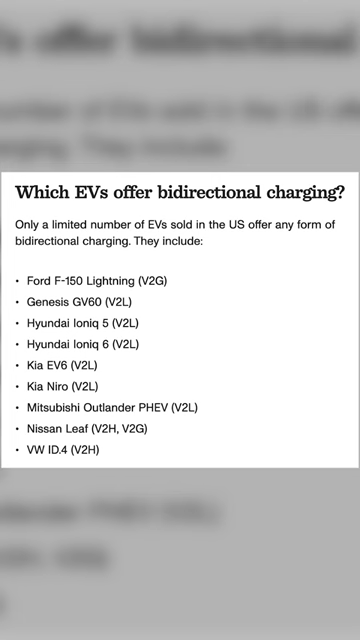 's offer bidirectional
Which EVs offer bidirectional charging?
Only a limited number of EVs sold in the US offer any form of
bidirectional charging. They include:
• Ford F-150 Lightning (V2G)
• Genesis GV60 (V2L)
• Hyundai Ioniq 5 (V2L)
• Hyundai Ioniq 6 (V2L)
• Kia EV6 (V2L)
• Kia Niro (V2L)
• Mitsubishi Outlander PHEV (V2L)
• Nissan Leaf (V2H, V2G)
• VW ID.4 (V2H)